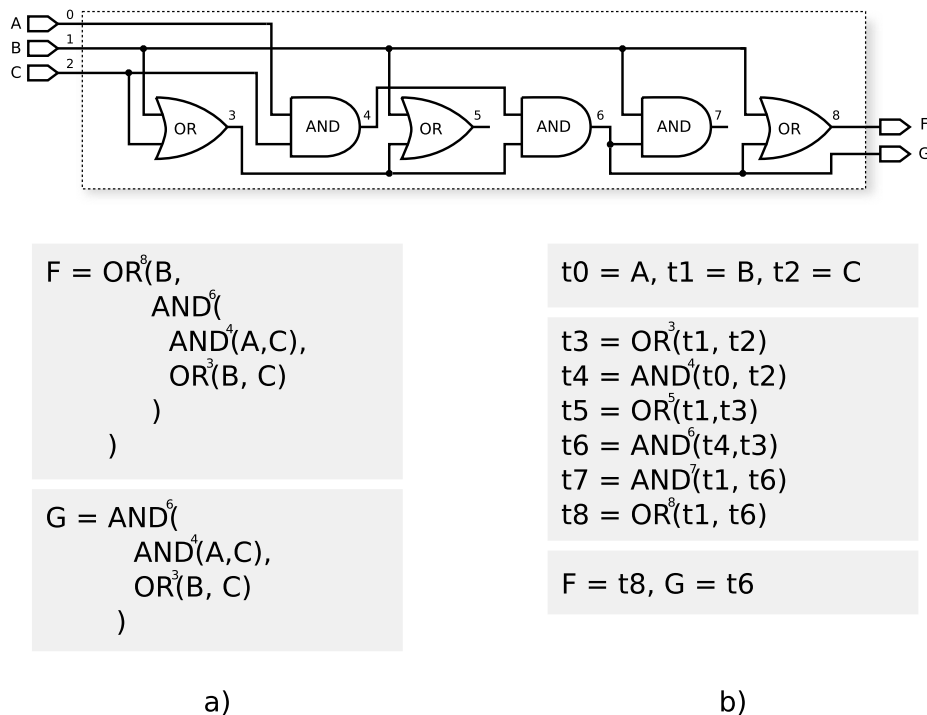 A 0
B 1
C 2
OR 3
AND 4
OR 5
AND 6
AND 7
OR 8
F
G
F = OR⁸(B,
AND⁶(
AND⁴(A,C),
OR³(B, C)
)
)
G = AND⁶(
AND⁴(A,C),
OR³(B, C)
)
t0 = A, t1 = B, t2 = C
t3 = OR³(t1, t2)
t4 = AND⁴(t0, t2)
t5 = OR⁵(t1,t3)
t6 = AND⁶(t4,t3)
t7 = AND⁷(t1, t6)
t8 = OR⁸(t1, t6)
F = t8, G = t6
a)
b)